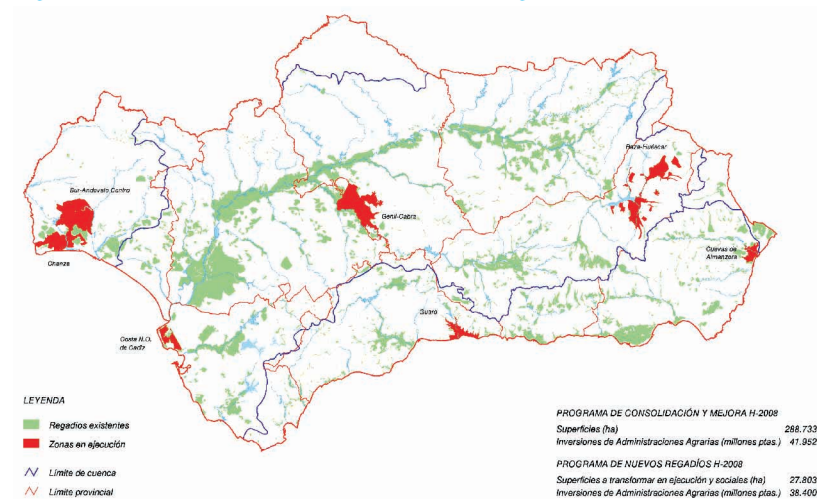 Baza-Huéscar
Sur-Andévalo Centro
Genil-Cabra
Cuevas de
Almanzora
Chanza
Guaro
Costa N.O.
de Cádiz
LEYENDA
Regadíos existentes
Zonas en ejecución
Límite de cuenca
Límite provincial
PROGRAMA DE CONSOLIDACIÓN Y MEJORA H-2008
Superficies (ha) 288.733
Inversiones de Administraciones Agrarias (millones ptas.) 41.952
PROGRAMA DE NUEVOS REGADÍOS H-2008
Superficies a transformar en ejecución y sociales (ha) 27.803
Inversiones de Administraciones Agrarias (millones ptas.) 38.400